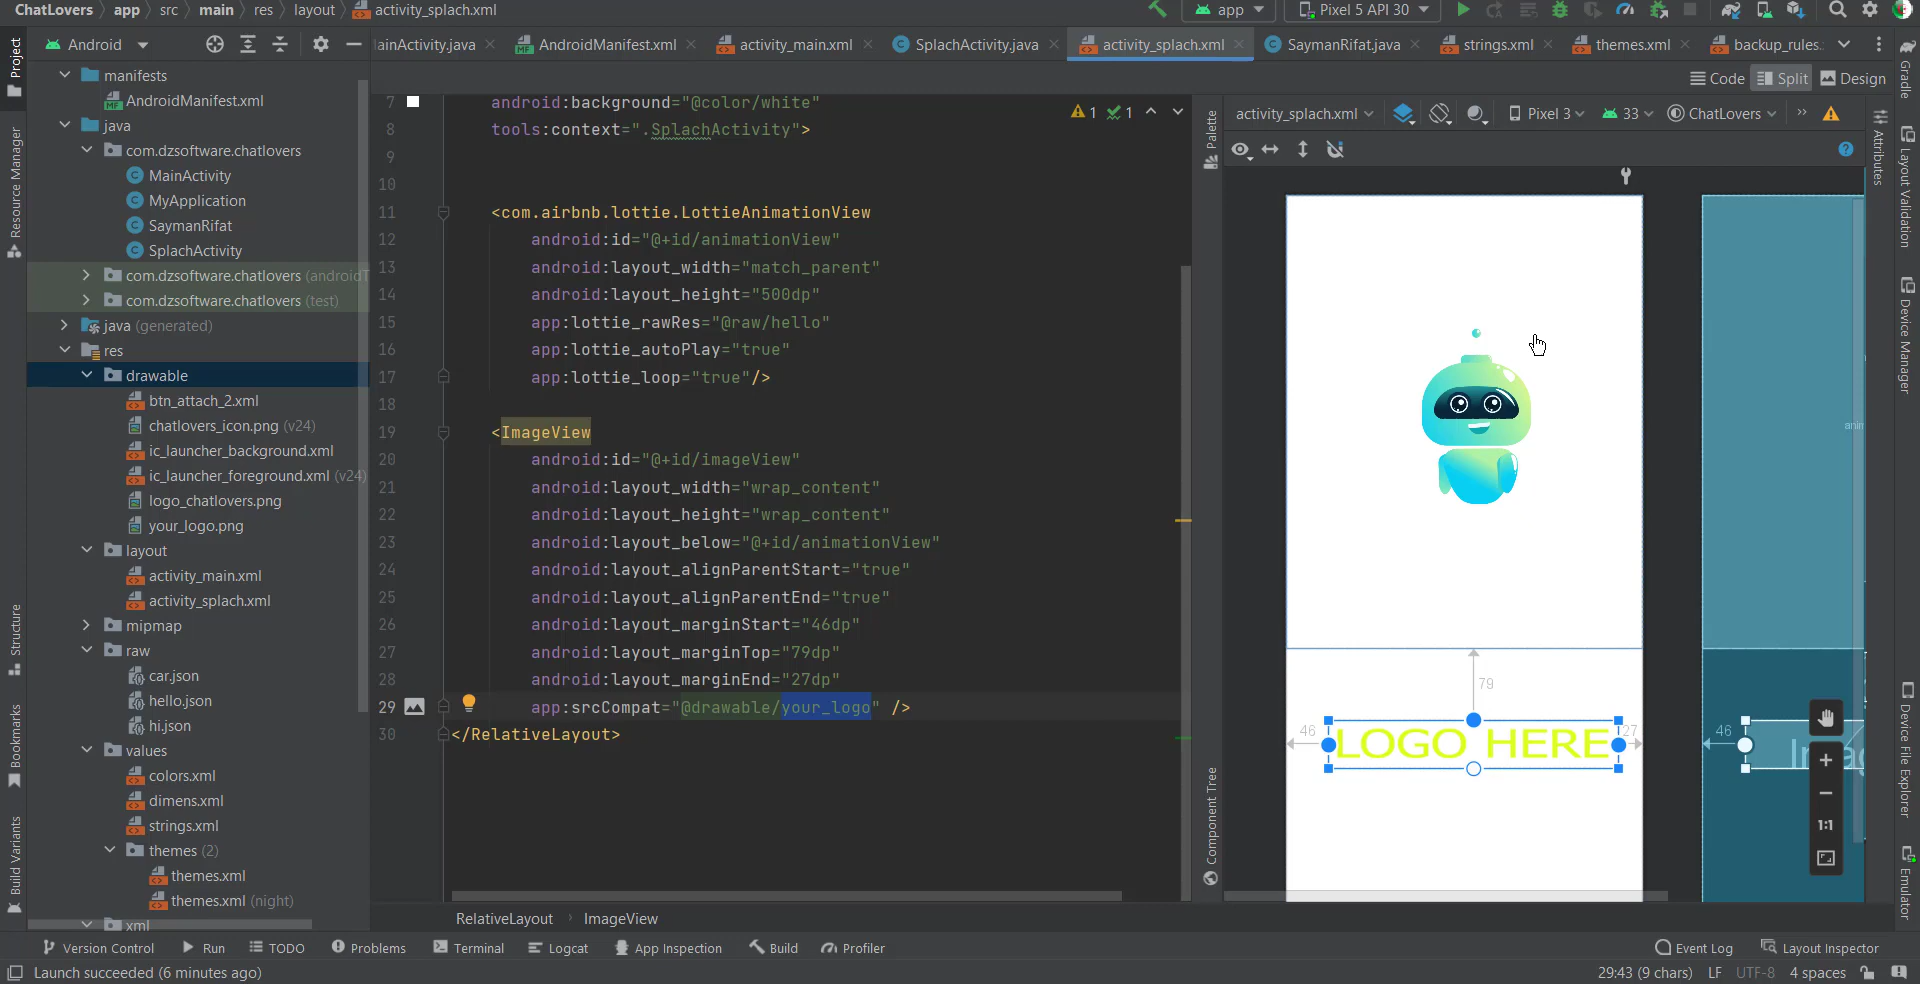 ChatLovers app src main res layout activity_splach.xml app Pixel 5 API 30
Android
ainActivity.java AndroidManifest.xml activity_main.xml SplachActivity.java activity_splach.xml SaymanRifat.java strings.xml themes.xml backup_rules.
Code Split Design
Project
Resource Manager
Structure
Bookmarks
Build Variants
manifests
AndroidManifest.xml
java
com.dzsoftware.chatlovers
MainActivity
MyApplication
SaymanRifat
SplachActivity
com.dzsoftware.chatlovers (androidT
com.dzsoftware.chatlovers (test)
java (generated)
res
drawable
btn_attach_2.xml
chatlovers_icon.png (v24)
ic_launcher_background.xml
ic_launcher_foreground.xml (v24)
logo_chatlovers.png
your_logo.png
layout
activity_main.xml
activity_splach.xml
mipmap
raw
car.json
hello.json
hi.json
values
colors.xml
dimens.xml
strings.xml
themes (2)
themes.xml
themes.xml (night)
xml
7 android:background="@color/white"
8 tools:context=".SplachActivity">
9
10
11 <com.airbnb.lottie.LottieAnimationView
12 android:id="@+id/animationView"
13 android:layout_width="match_parent"
14 android:layout_height="500dp"
15 app:lottie_rawRes="@raw/hello"
16 app:lottie_autoPlay="true"
17 app:lottie_loop="true"/>
18
19 <ImageView
20 android:id="@+id/imageView"
21 android:layout_width="wrap_content"
22 android:layout_height="wrap_content"
23 android:layout_below="@+id/animationView"
24 android:layout_alignParentStart="true"
25 android:layout_alignParentEnd="true"
26 android:layout_marginStart="46dp"
27 android:layout_marginTop="79dp"
28 android:layout_marginEnd="27dp"
29 app:srcCompat="@drawable/your_logo" />
30 </RelativeLayout>
1 1
RelativeLayout ImageView
Palette
Component Tree
activity_splach.xml Pixel 3 33 ChatLovers
anim
79
46 27 46
LOGO HERE
Imag
1:1
Attributes
Gradle
Layout Validation
Device Manager
Device File Explorer
Emulator
Version Control Run TODO Problems Terminal Logcat App Inspection Build Profiler Event Log Layout Inspector
Launch succeeded (6 minutes ago) 29:43 (9 chars) LF UTF-8 4 spaces